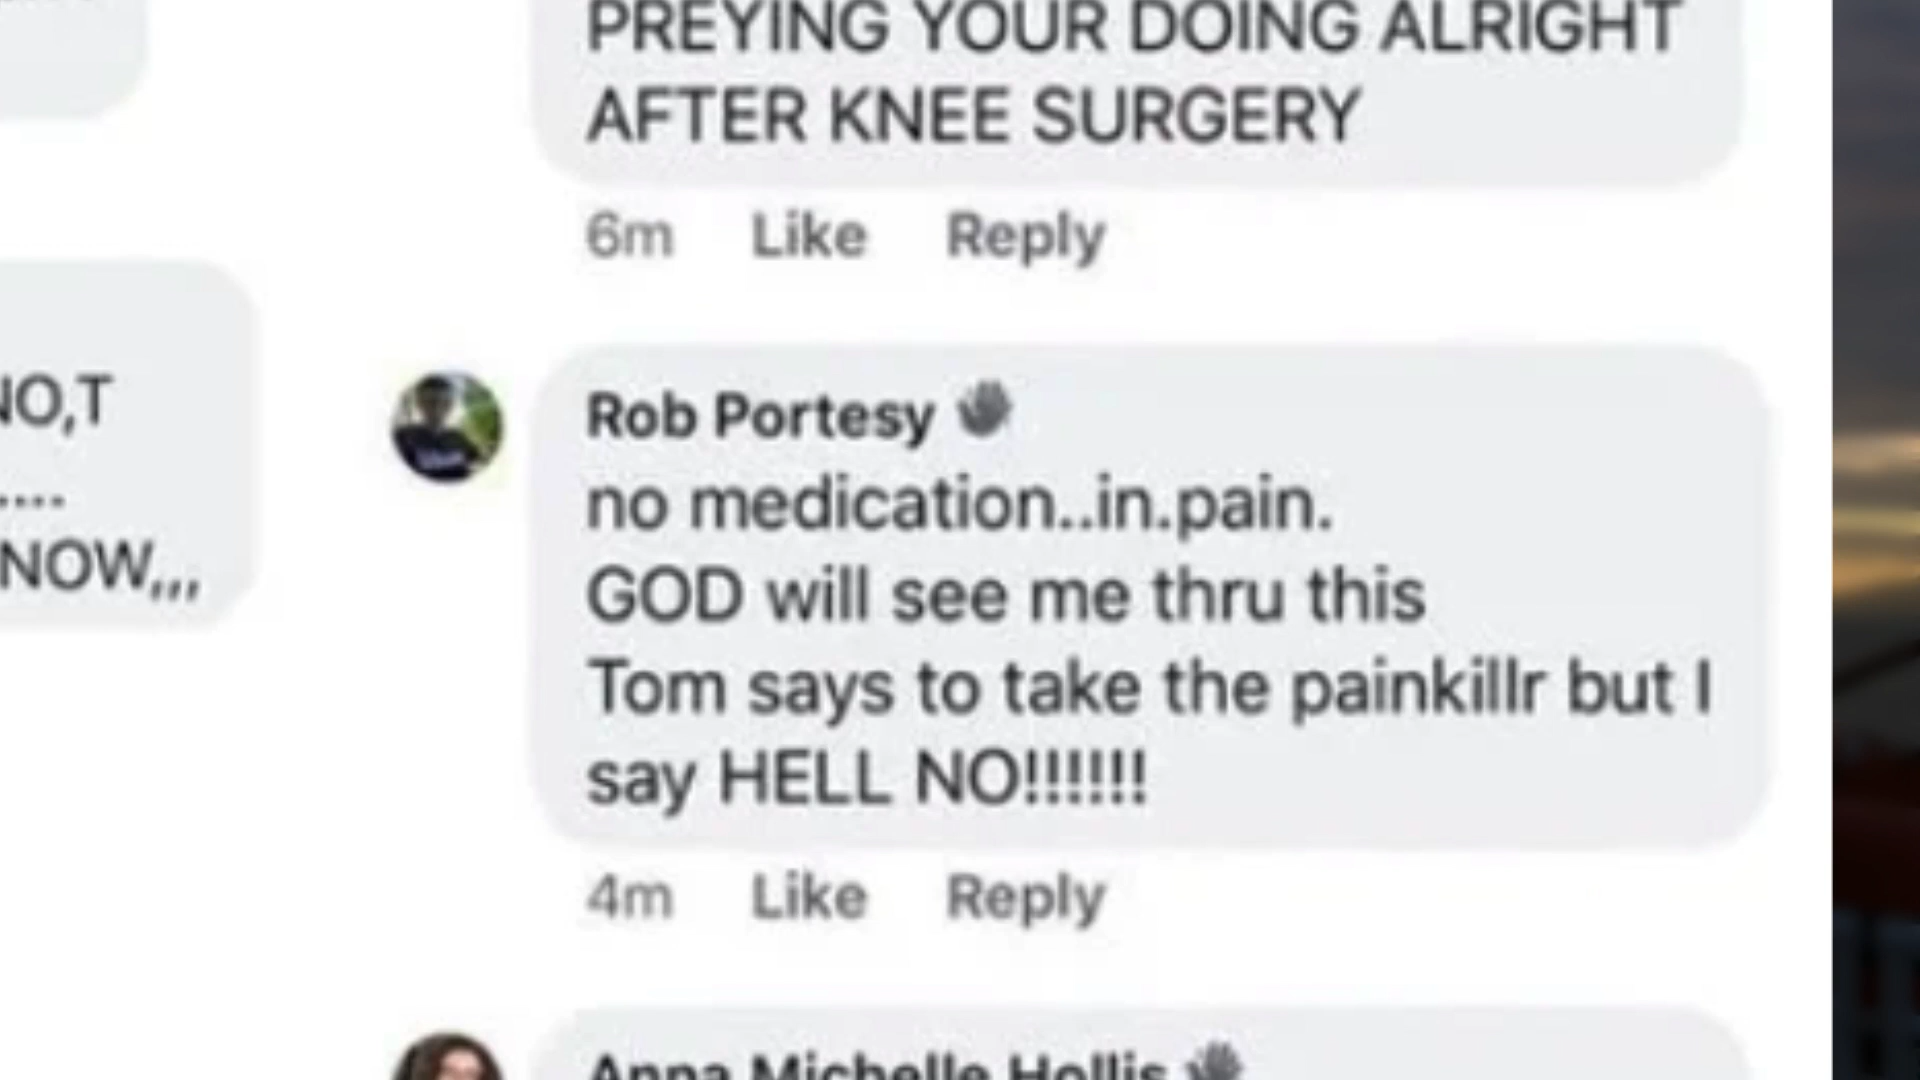 PREYING YOUR DOING ALRIGHT
AFTER KNEE SURGERY
6m Like Reply
NO,T
....
NOW,,,
Rob Portesy
no medication..in.pain.
GOD will see me thru this
Tom says to take the painkillr but I
say HELL NO!!!!!!
4m Like Reply
Anna Michelle Hollis